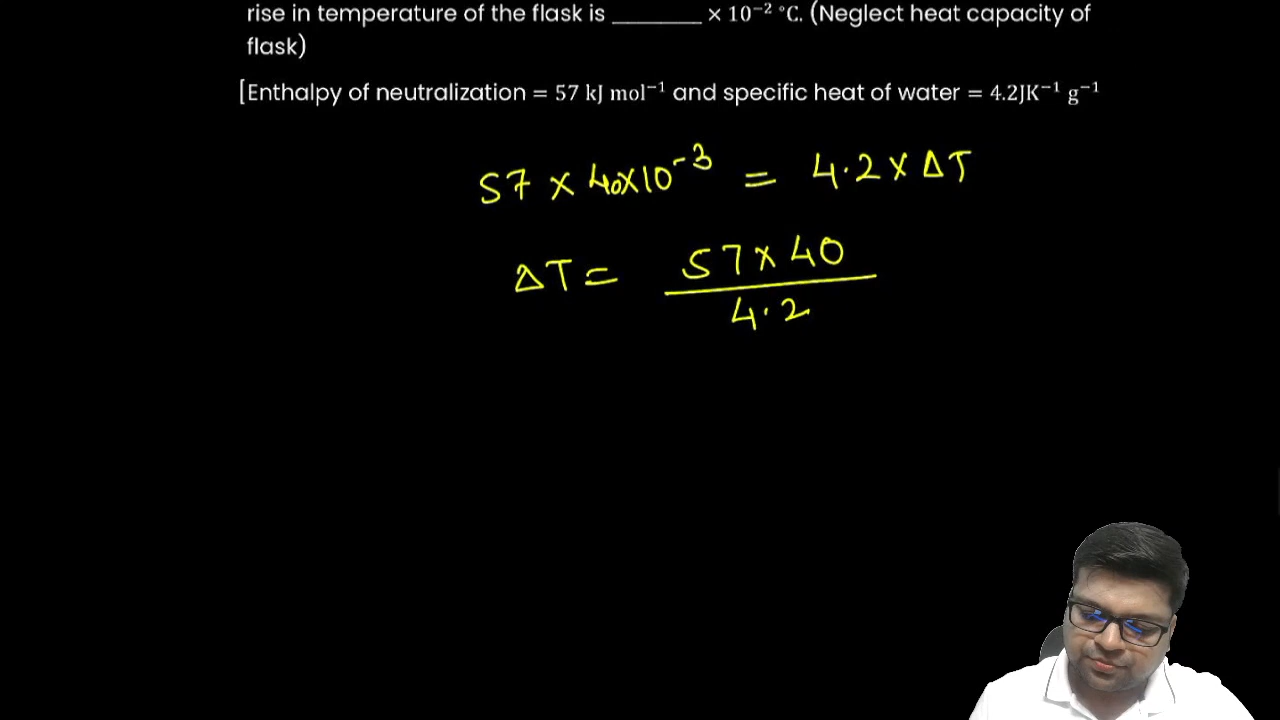 rise in temperature of the flask is ________ × 10⁻² °C. (Neglect heat capacity of
flask)
[Enthalpy of neutralization = 57 kJ mol⁻¹ and specific heat of water = 4.2JK⁻¹ g⁻¹
57 × 40×10⁻³ = 4.2 × ΔT
ΔT = 57 × 40
4.2